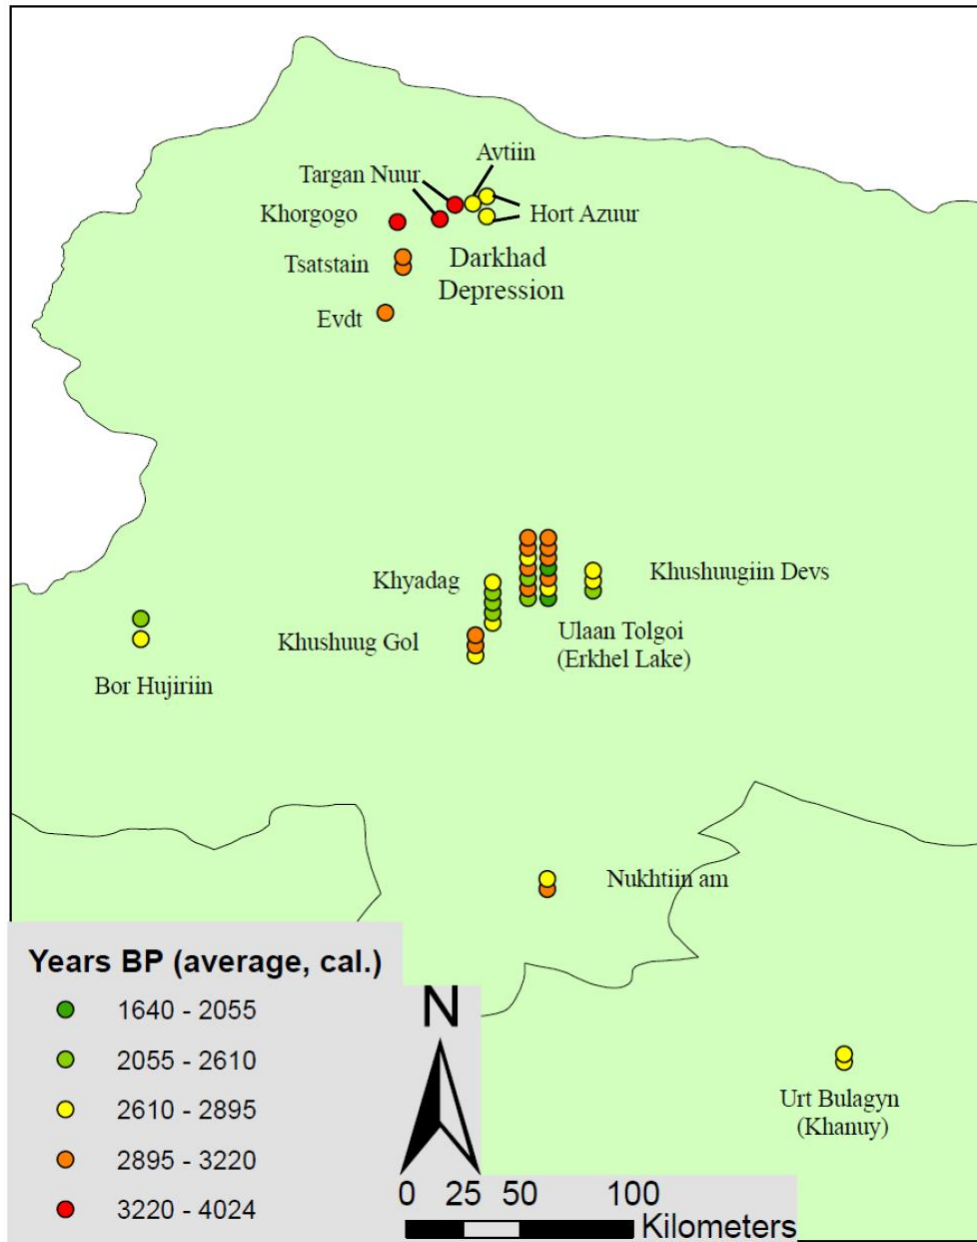 Avtiin
Targan Nuur
Khorgogo
Hort Azuur
Tsatstain
Darkhad
Depression
Evdt
Khyadag
Khushuugiin Devs
Khushuug Gol
Ulaan Tolgoi
(Erkhel Lake)
Bor Hujiriin
Nukhtiin am
Urt Bulagyn
(Khanuy)
Years BP (average, cal.)
1640 - 2055
2055 - 2610
2610 - 2895
2895 - 3220
3220 - 4024
N
0 25 50 100
Kilometers